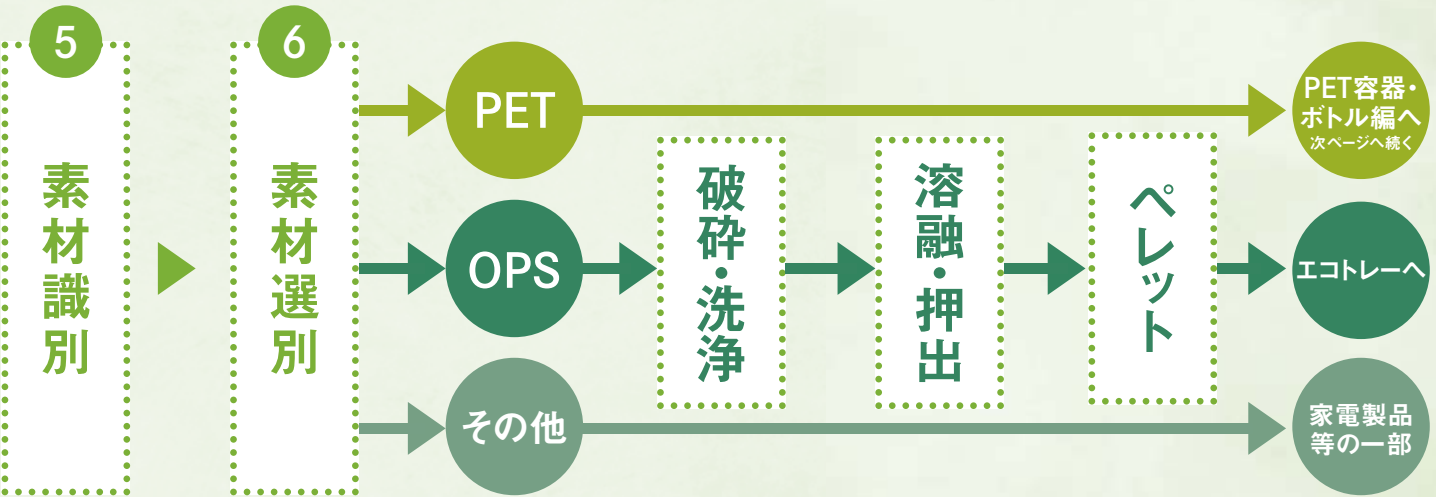 5
素材識別
6
素材選別
PET
PET容器・
ボトル編へ
次ページへ続く
OPS
破砕・洗浄
溶融・押出
ペレット
エコトレーへ
その他
家電製品
等の一部